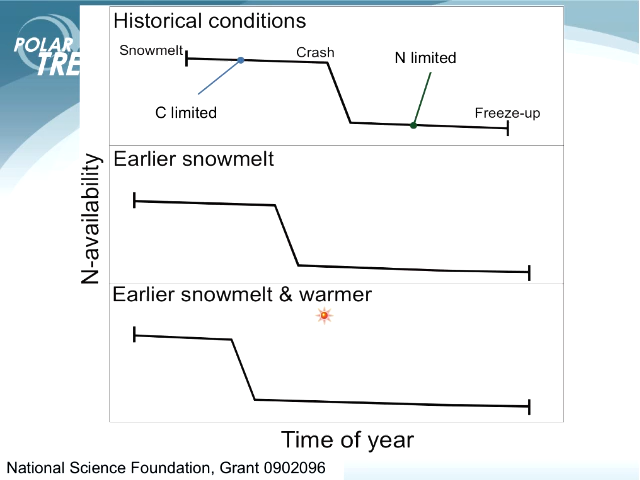 POLAR
TRE
Historical conditions
Snowmelt
Crash
N limited
C limited
Freeze-up
Earlier snowmelt
N-availability
Earlier snowmelt & warmer
Time of year
National Science Foundation, Grant 0902096